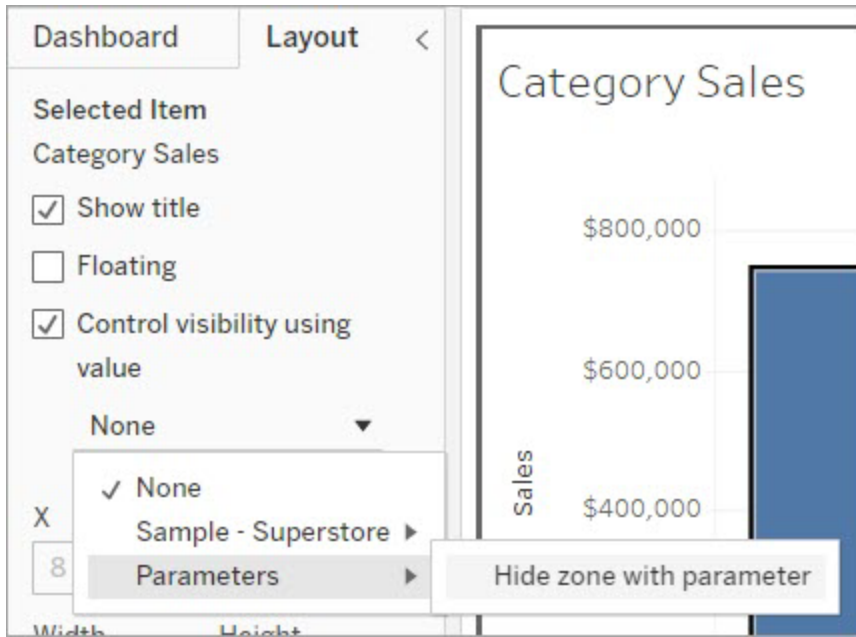 Dashboard
Layout
<
Selected Item
Category Sales
Show title
Floating
Control visibility using
value
None
None
Sample - Superstore
Parameters
Hide zone with parameter
X
8
Width
Height
Category Sales
$800,000
$600,000
$400,000
Sales